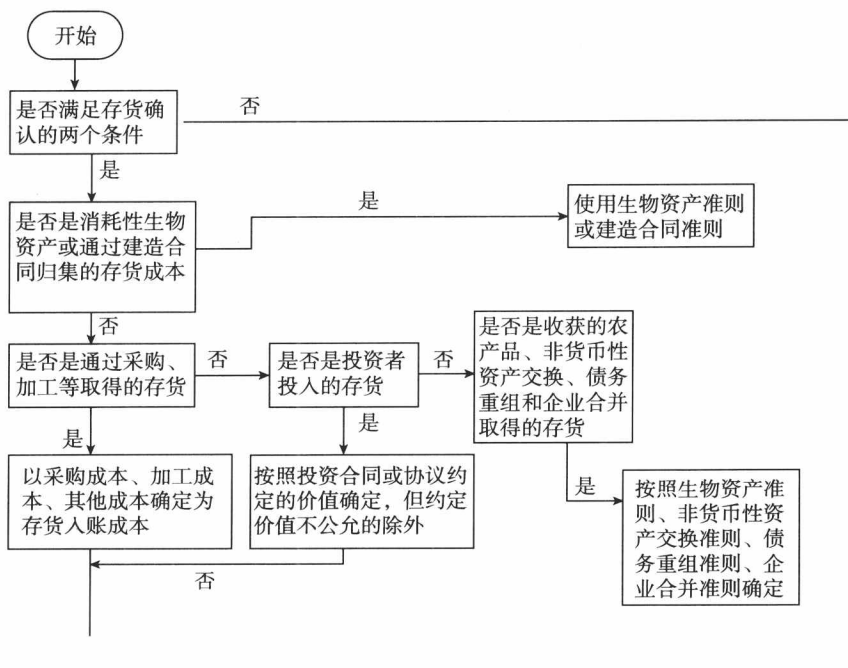 开始
是否满足存货确
认的两个条件
否
是
是否是消耗性生物
资产或通过建造合
同归集的存货成本
是
使用生物资产准则
或建造合同准则
否
是否是通过采购、
加工等取得的存货
否
是否是投资者
投入的存货
否
是否是收获的农
产品、非货币性
资产交换、债务
重组和企业合并
取得的存货
是
以采购成本、加工成
本、其他成本确定为
存货入账成本
是
按照投资合同或协议约
定的价值确定，但约定
价值不公允的除外
是
按照生物资产准
则、非货币性资
产交换准则、债
务重组准则、企
业合并准则确定
否